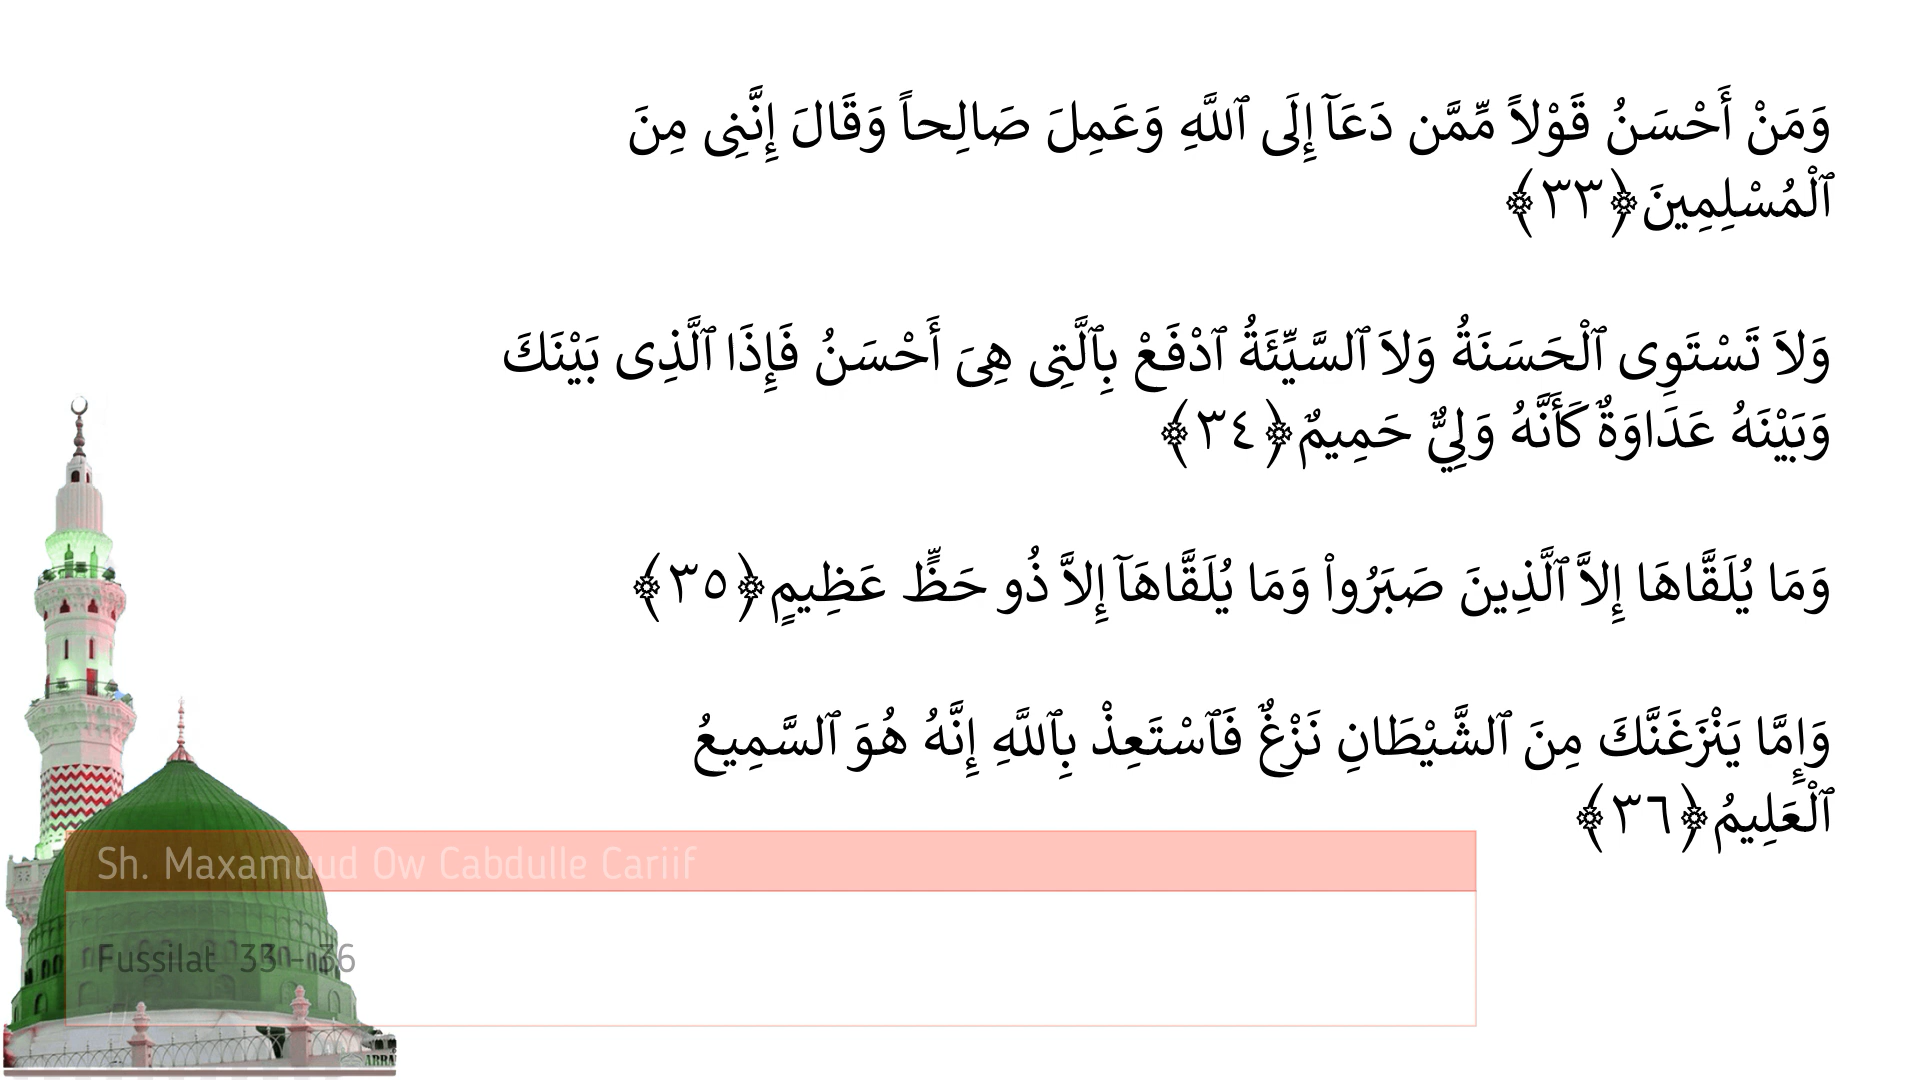 وَمَنْ أَحْسَنُ قَوْلاً مِّمَّن دَعَآ إِلَى ٱللَّهِ وَعَمِلَ صَالِحاً وَقَالَ إِنَّنِى مِنَ
ٱلْمُسْلِمِينَ ﴿٣٣﴾
وَلاَ تَسْتَوِى ٱلْحَسَنَةُ وَلاَ ٱلسَّيِّئَةُ ٱدْفَعْ بِٱلَّتِى هِىَ أَحْسَنُ فَإِذَا ٱلَّذِى بَيْنَكَ
وَبَيْنَهُ عَدَاوَةٌ كَأَنَّهُ وَلِىٌّ حَمِيمٌ ﴿٣٤﴾
وَمَا يُلَقَّاهَا إِلاَّ ٱلَّذِينَ صَبَرُواْ وَمَا يُلَقَّاهَآ إِلاَّ ذُو حَظٍّ عَظِيمٍ ﴿٣٥﴾
وَإِمَّا يَنْزَغَنَّكَ مِنَ ٱلشَّيْطَانِ نَزْغٌ فَٱسْتَعِذْ بِٱللَّهِ إِنَّهُ هُوَ ٱلسَّمِيعُ
ٱلْعَلِيمُ ﴿٣٦﴾
Sh. Maxamuud Ow Cabdulle Cariif
Fussilat 33 - 36